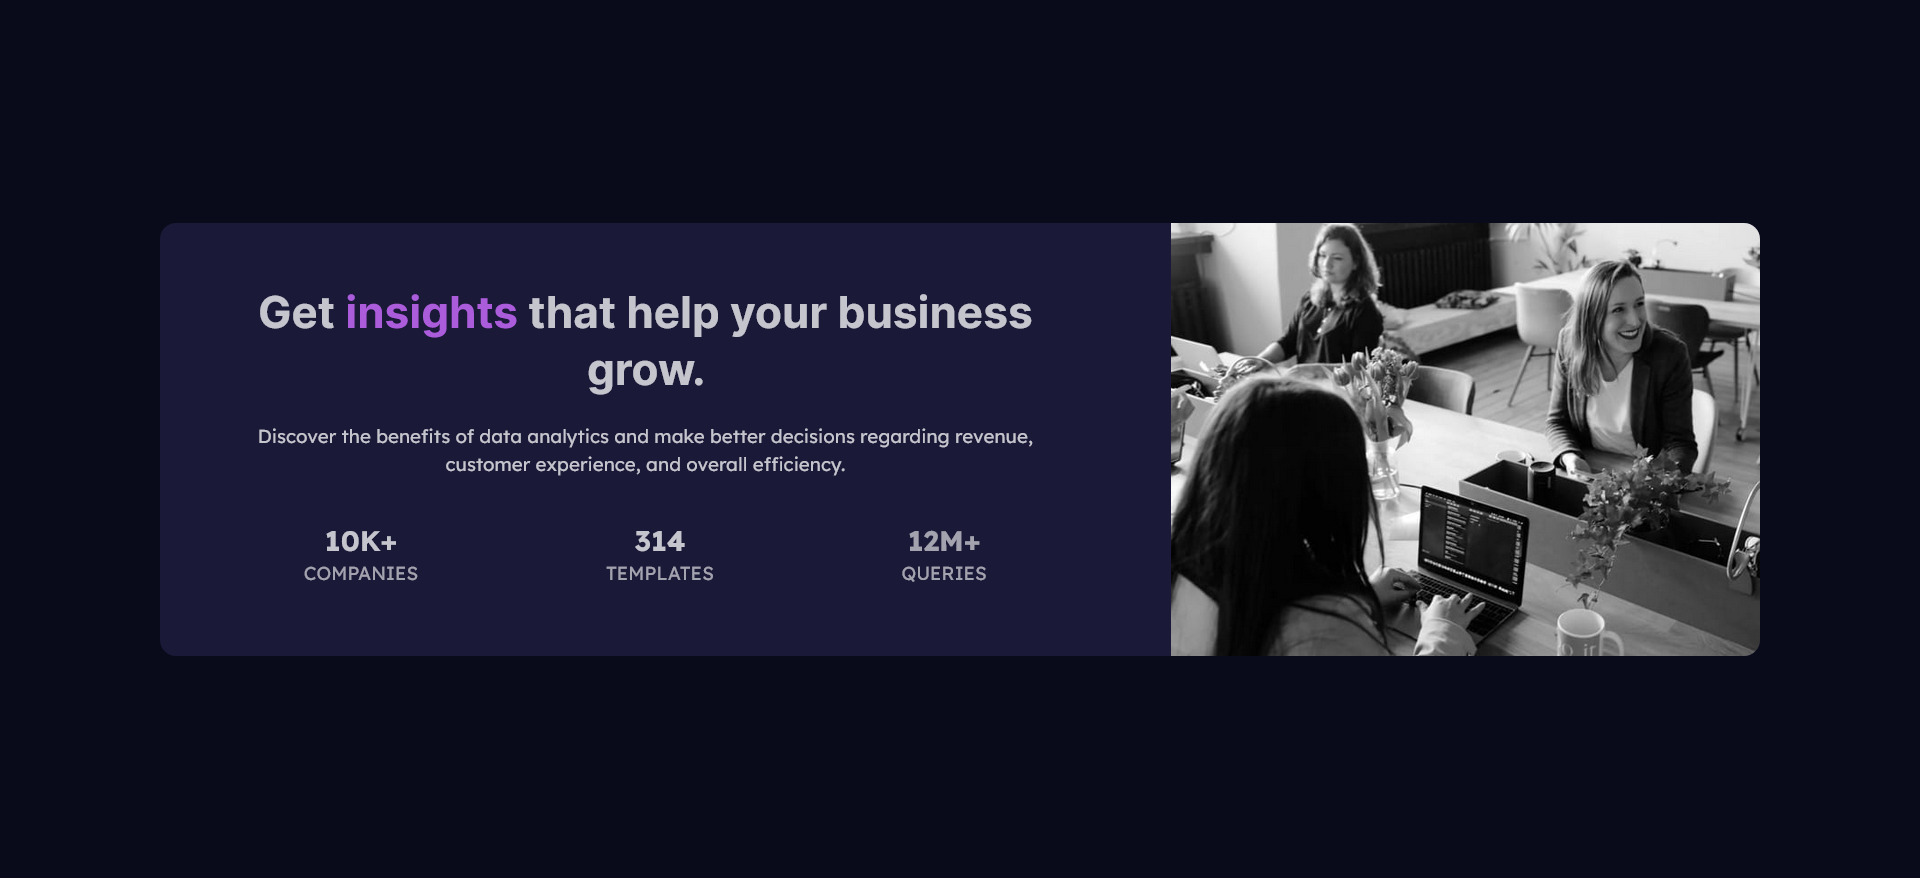 Get insights that help your business
grow.
Discover the benefits of data analytics and make better decisions regarding revenue,
customer experience, and overall efficiency.
10K+ 314 12M+
COMPANIES TEMPLATES QUERIES